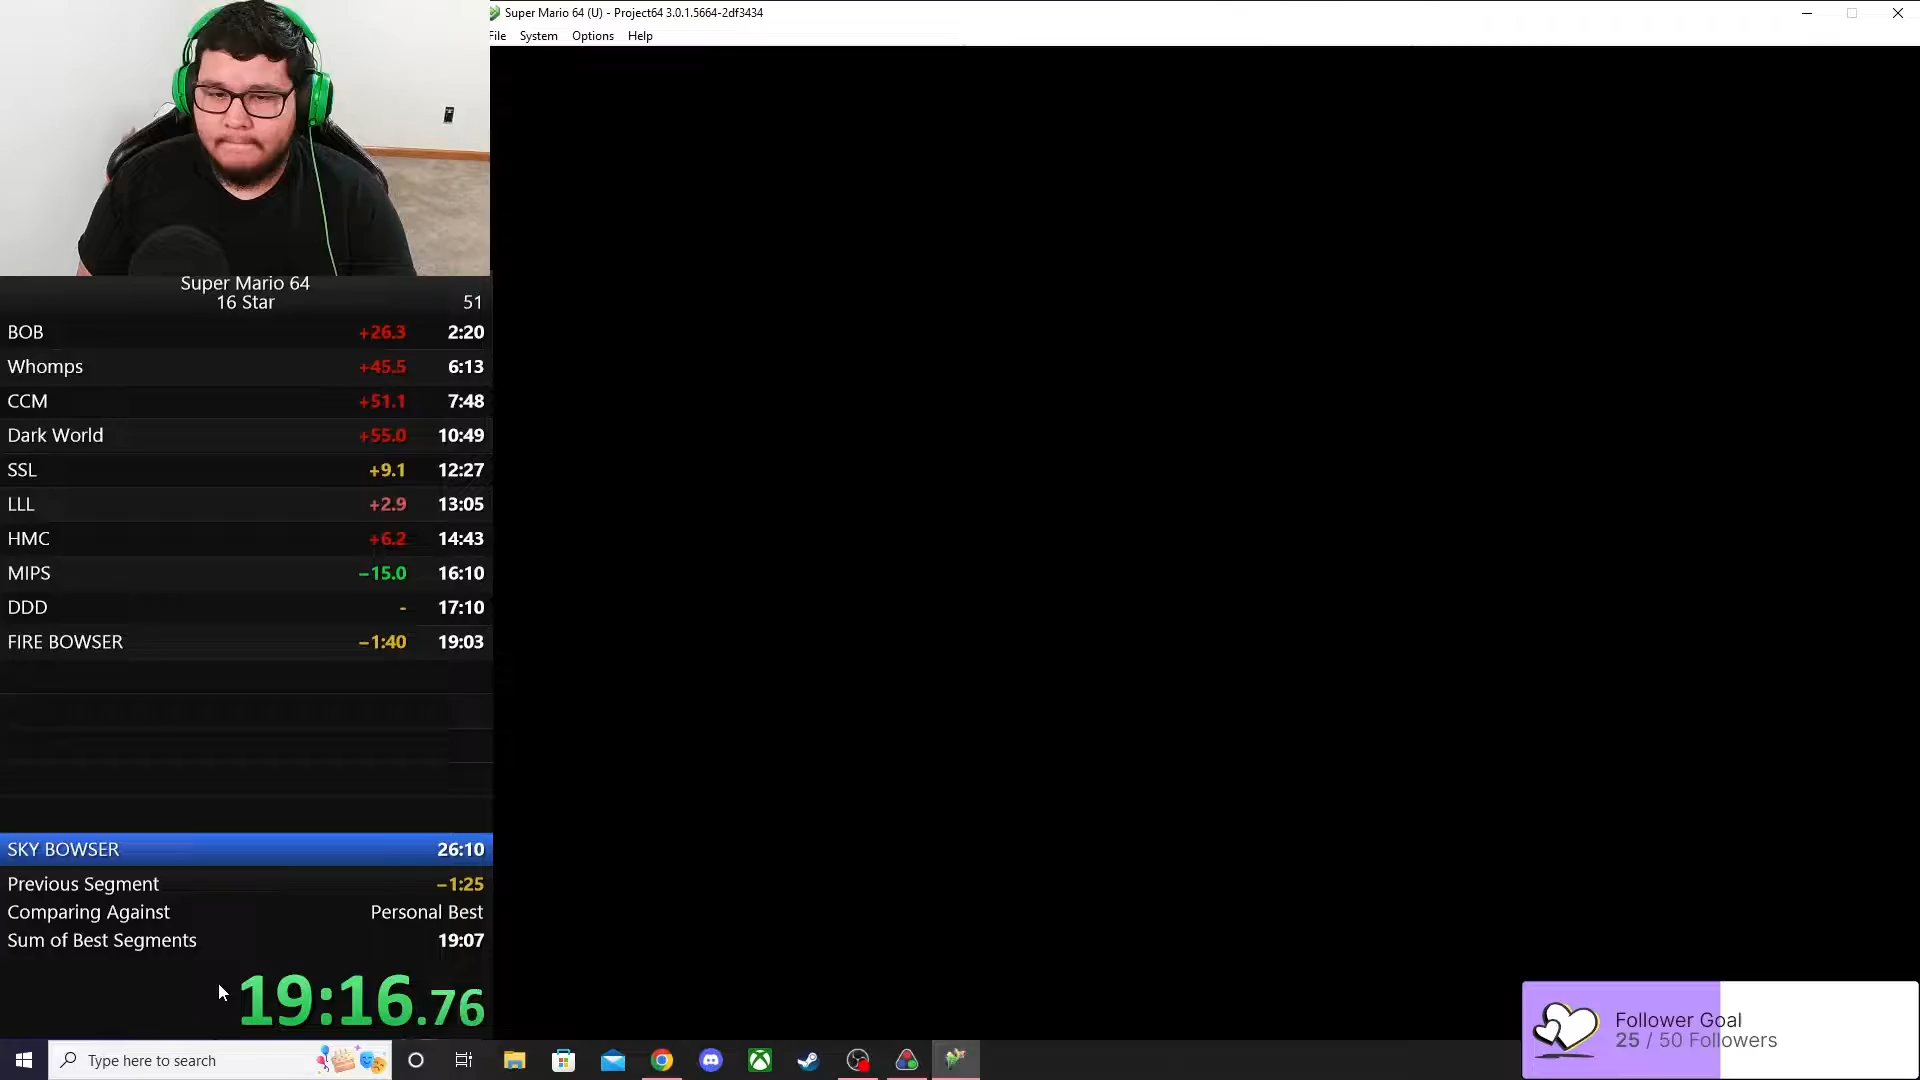 Super Mario 64 (U) - Project64 3.0.1.5664-2df3434
File System Options Help
Super Mario 64
16 Star 51
BOB +26.3 2:20
Whomps +45.5 6:13
CCM +51.1 7:48
Dark World +55.0 10:49
SSL +9.1 12:27
LLL +2.9 13:05
HMC +6.2 14:43
MIPS −15.0 16:10
DDD - 17:10
FIRE BOWSER −1:40 19:03
SKY BOWSER 26:10
Previous Segment −1:25
Comparing Against Personal Best
Sum of Best Segments 19:07
19:16.76
Follower Goal
25 / 50 Followers
Type here to search